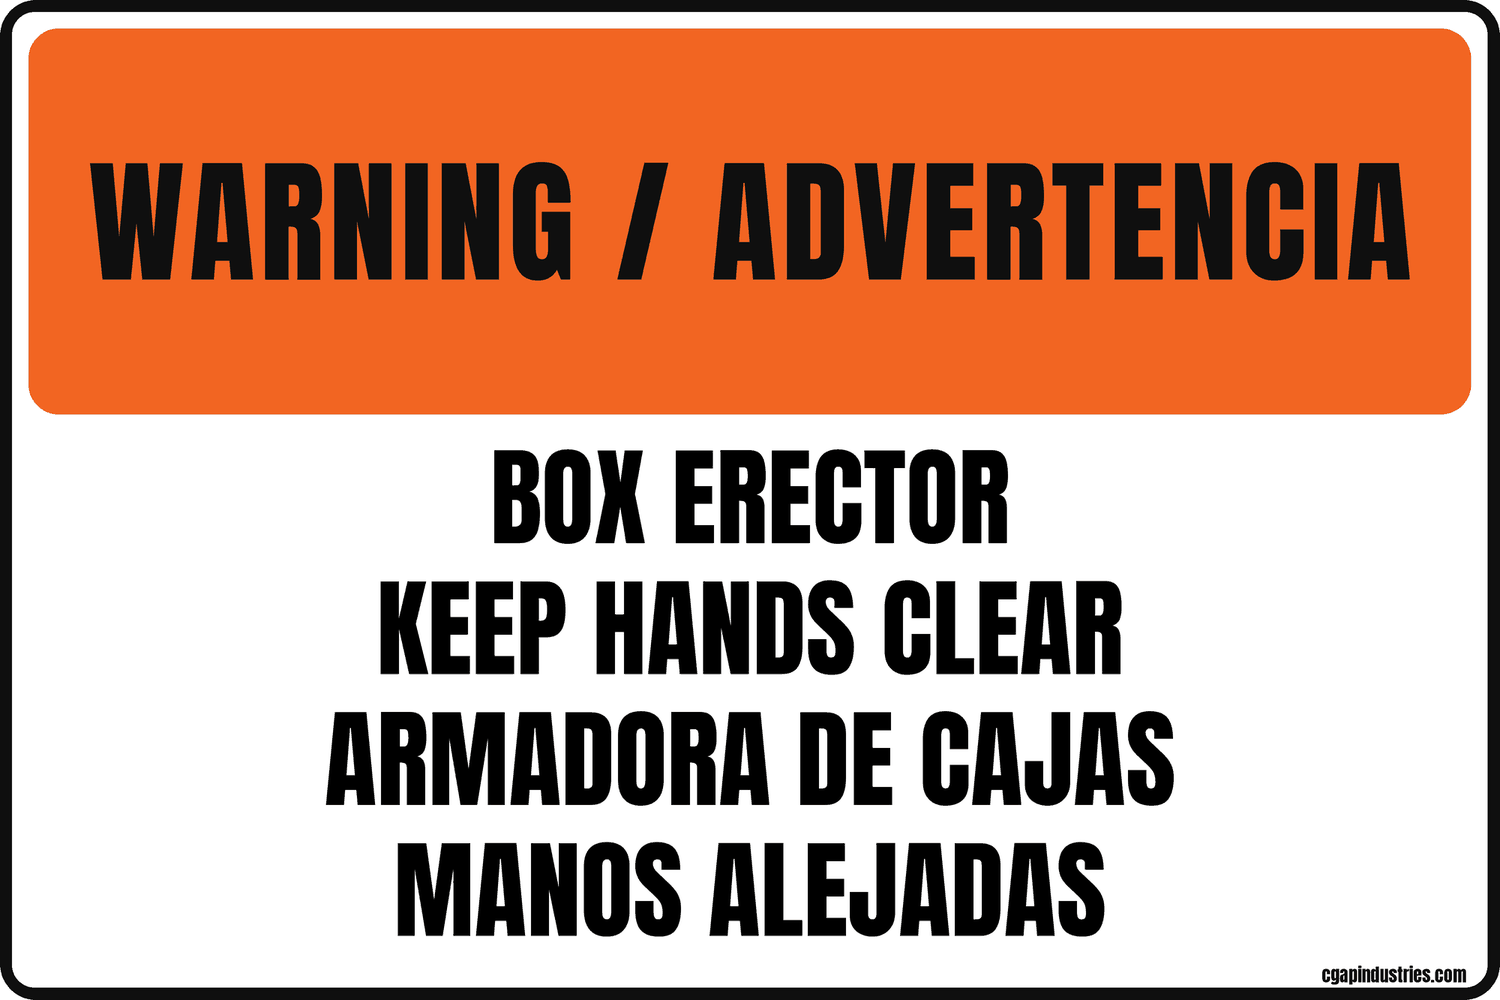 WARNING / ADVERTENCIA
BOX ERECTOR
KEEP HANDS CLEAR
ARMADORA DE CAJAS
MANOS ALEJADAS
cgapindustries.com